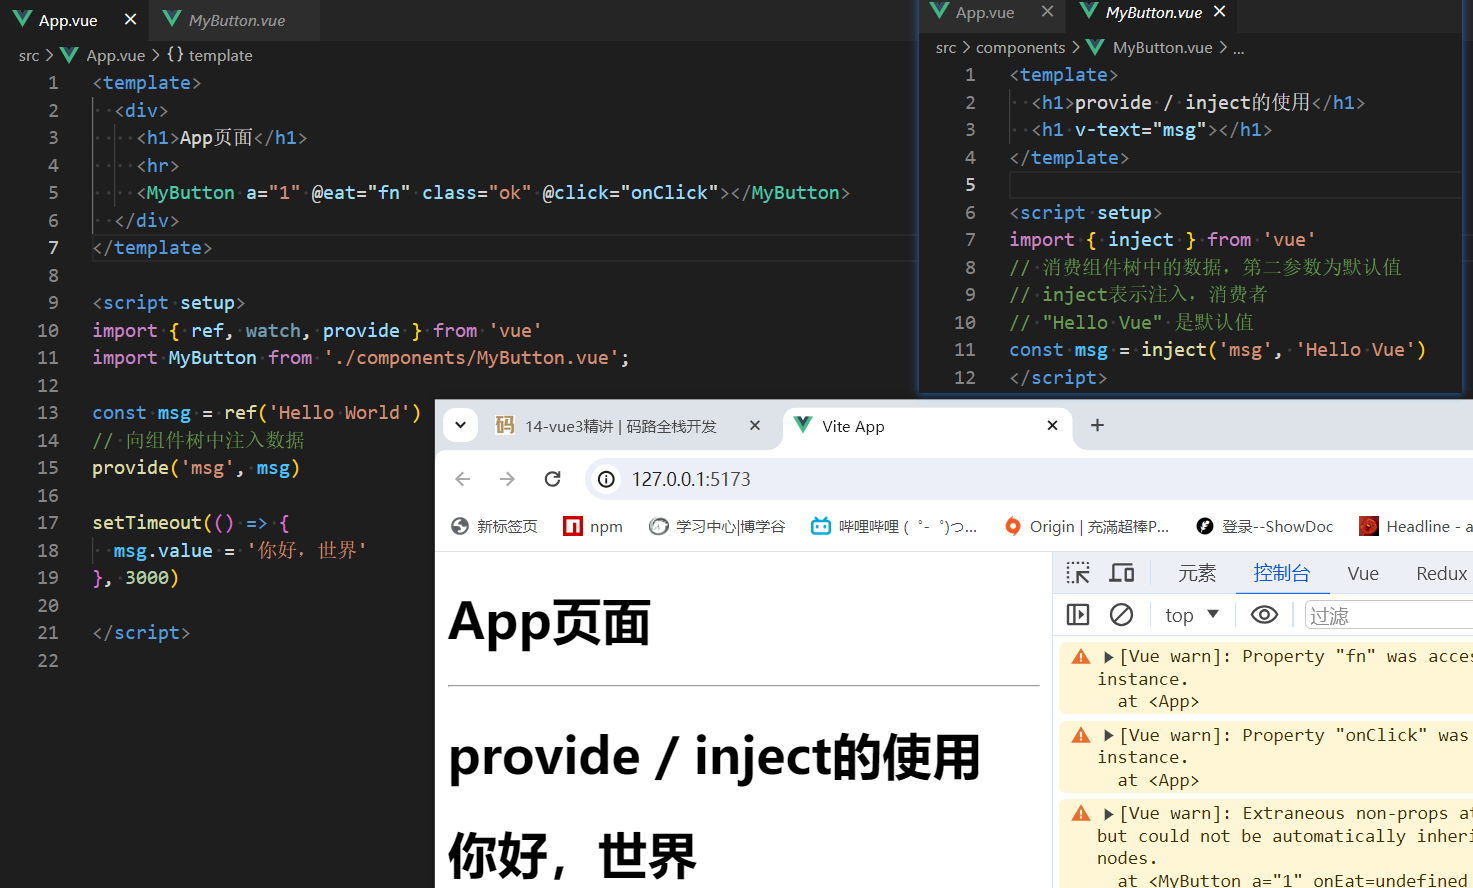 App.vue
MyButton.vue
src > App.vue > {} template
1 <template>
2 <div>
3 <h1>App页面</h1>
4 <hr>
5 <MyButton a="1" @eat="fn" class="ok" @click="onClick"></MyButton>
6 </div>
7 </template>
8
9 <script setup>
10 import { ref, watch, provide } from 'vue'
11 import MyButton from './components/MyButton.vue';
12
13 const msg = ref('Hello World')
14 // 向组件树中注入数据
15 provide('msg', msg)
16
17 setTimeout(() => {
18 msg.value = '你好，世界'
19 }, 3000)
20
21 </script>
22
App.vue
MyButton.vue
src > components > MyButton.vue > ...
1 <template>
2 <h1>provide / inject的使用</h1>
3 <h1 v-text="msg"></h1>
4 </template>
5
6 <script setup>
7 import { inject } from 'vue'
8 // 消费组件树中的数据，第二参数为默认值
9 // inject表示注入，消费者
10 // "Hello Vue" 是默认值
11 const msg = inject('msg', 'Hello Vue')
12 </script>
码 14-vue3精讲 | 码路全栈开发
Vite App
127.0.0.1:5173
新标签页
npm
学习中心|博学谷
哔哩哔哩 (゜-゜)つ...
Origin | 充满超棒P...
登录--ShowDoc
Headline - a
App页面
provide / inject的使用
你好，世界
元素 控制台 Vue Redux
top 过滤
[Vue warn]: Property "fn" was acces
instance.
at <App>
[Vue warn]: Property "onClick" was
instance.
at <App>
[Vue warn]: Extraneous non-props at
but could not be automatically inheri
nodes.
at <MyButton a="1" onEat=undefined